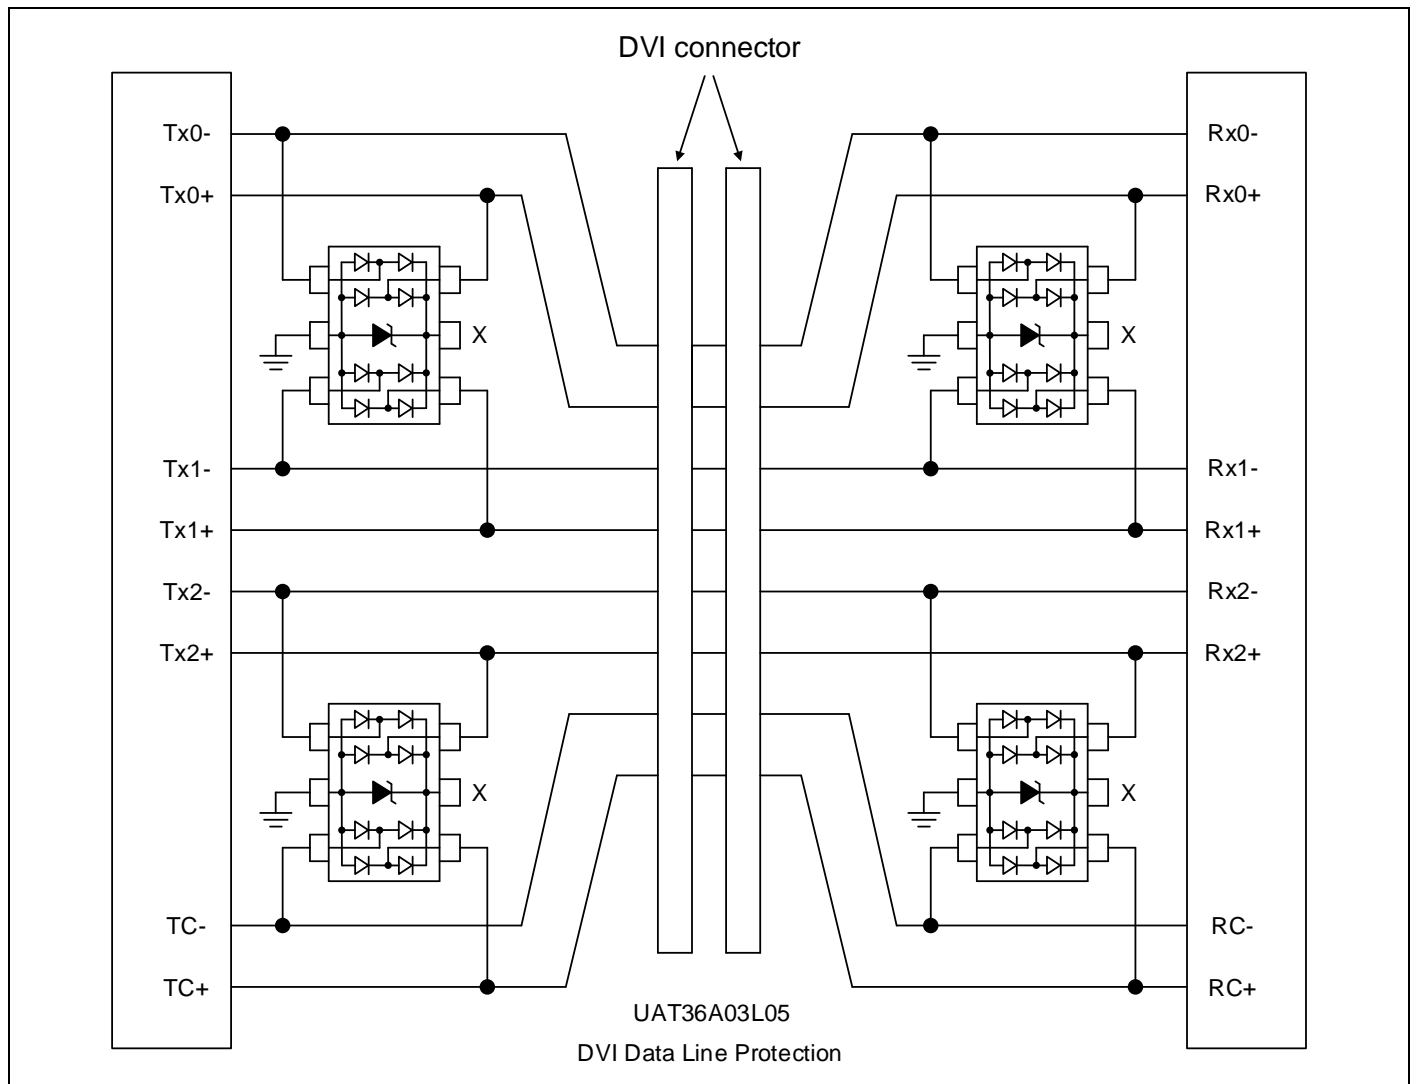 DVI connector
Tx0-
Rx0-
Tx0+
Rx0+
X
X
Tx1-
Rx1-
Tx1+
Rx1+
Tx2-
Rx2-
Tx2+
Rx2+
X
X
TC-
RC-
TC+
RC+
UAT36A03L05
DVI Data Line Protection